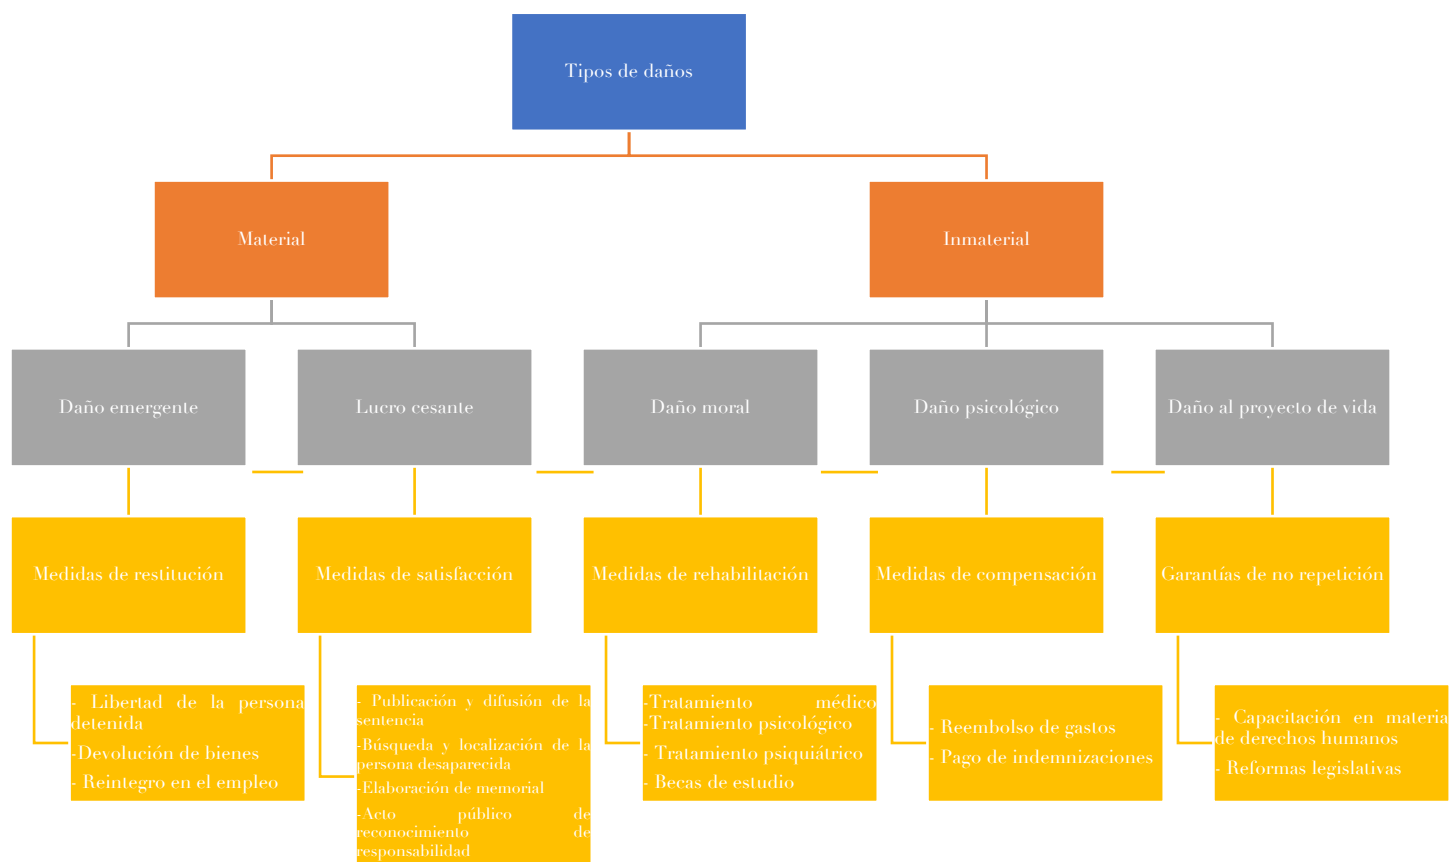 Tipos de daños
Material
Inmaterial
Daño emergente
Lucro cesante
Daño moral
Daño psicológico
Daño al proyecto de vida
Medidas de restitución
Medidas de satisfacción
Medidas de rehabilitación
Medidas de compensación
Garantías de no repetición
- Libertad de la persona
detenida
-Devolución de bienes
- Reintegro en el empleo
- Publicación y difusión de la
sentencia
-Búsqueda y localización de la
persona desaparecida
-Elaboración de memorial
-Acto público de
reconocimiento de
responsabilidad
-Tratamiento médico
-Tratamiento psicológico
- Tratamiento psiquiátrico
- Becas de estudio
- Reembolso de gastos
- Pago de indemnizaciones
- Capacitación en materia
de derechos humanos
- Reformas legislativas